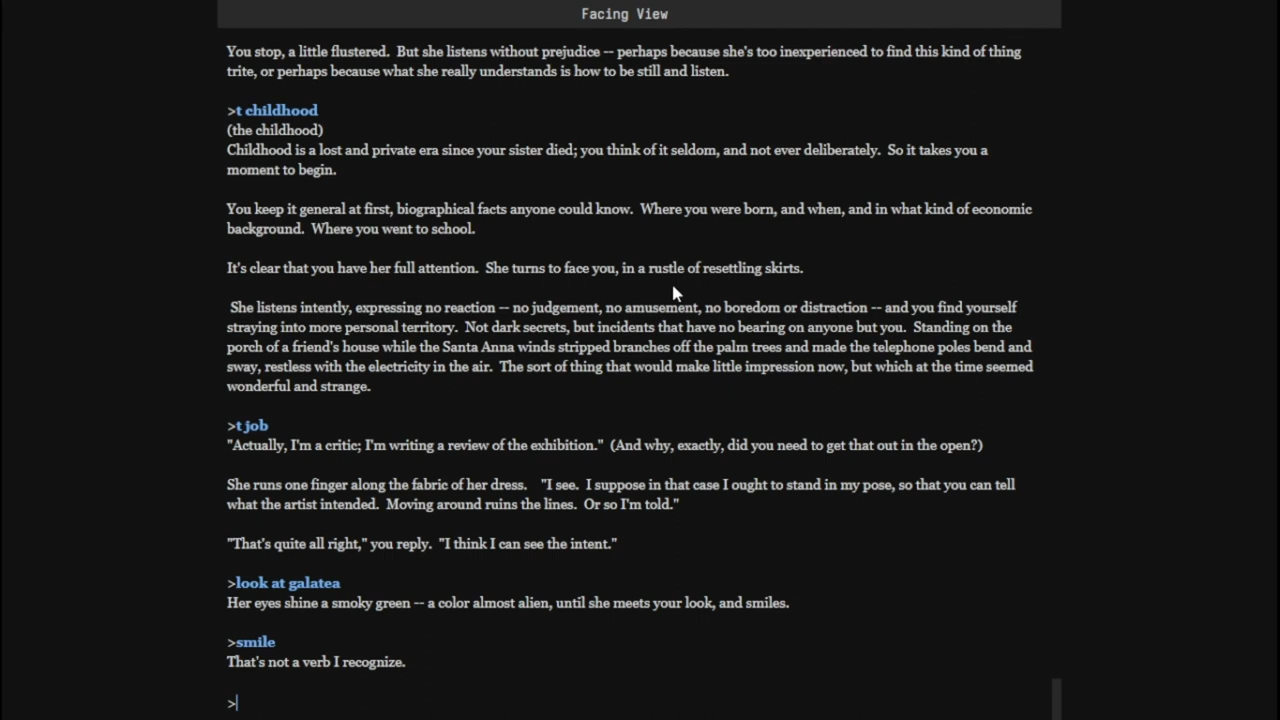 Facing View
You stop, a little flustered.  But she listens without prejudice -- perhaps because she's too inexperienced to find this kind of thing
trite, or perhaps because what she really understands is how to be still and listen.
>t childhood
(the childhood)
Childhood is a lost and private era since your sister died; you think of it seldom, and not ever deliberately.  So it takes you a
moment to begin.
You keep it general at first, biographical facts anyone could know.  Where you were born, and when, and in what kind of economic
background.  Where you went to school.
It's clear that you have her full attention.  She turns to face you, in a rustle of resettling skirts.
She listens intently, expressing no reaction -- no judgement, no amusement, no boredom or distraction -- and you find yourself
straying into more personal territory.  Not dark secrets, but incidents that have no bearing on anyone but you.  Standing on the
porch of a friend's house while the Santa Anna winds stripped branches off the palm trees and made the telephone poles bend and
sway, restless with the electricity in the air.  The sort of thing that would make little impression now, but which at the time seemed
wonderful and strange.
>t job
"Actually, I'm a critic; I'm writing a review of the exhibition."  (And why, exactly, did you need to get that out in the open?)
She runs one finger along the fabric of her dress.   "I see.  I suppose in that case I ought to stand in my pose, so that you can tell
what the artist intended.  Moving around ruins the lines.  Or so I'm told."
"That's quite all right," you reply.  "I think I can see the intent."
>look at galatea
Her eyes shine a smoky green -- a color almost alien, until she meets your look, and smiles.
>smile
That's not a verb I recognize.
>